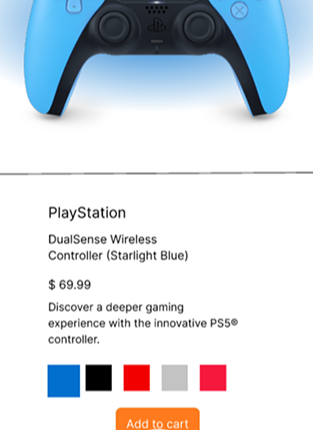 PlayStation
DualSense Wireless
Controller (Starlight Blue)
$ 69.99
Discover a deeper gaming
experience with the innovative PS5®
controller.
Add to cart